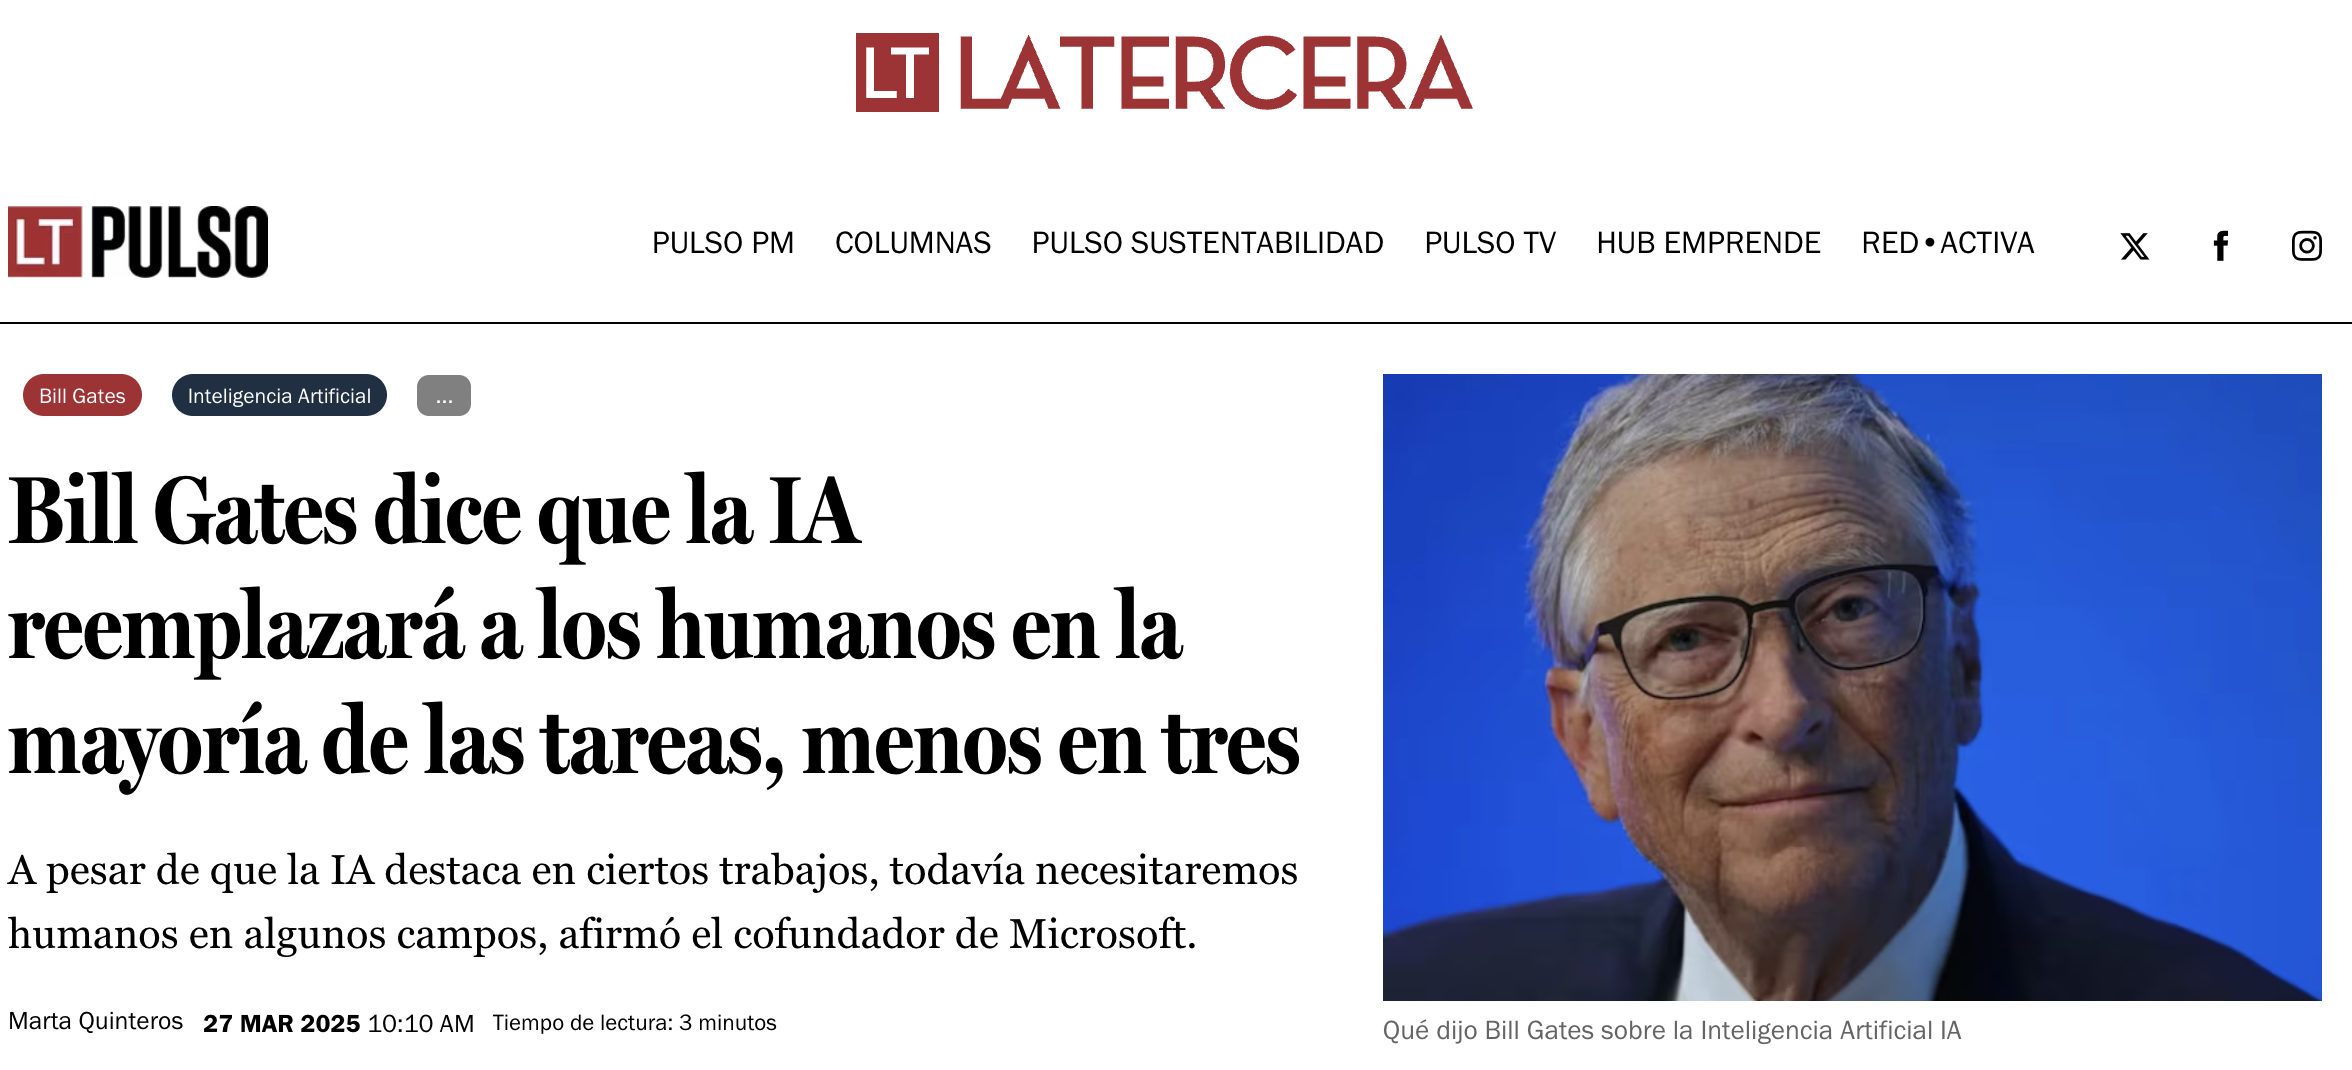 LT LATERCERA
LT PULSO
PULSO PM COLUMNAS PULSO SUSTENTABILIDAD PULSO TV HUB EMPRENDE RED•ACTIVA
Bill Gates Inteligencia Artificial ...
Bill Gates dice que la IA
reemplazará a los humanos en la
mayoría de las tareas, menos en tres
A pesar de que la IA destaca en ciertos trabajos, todavía necesitaremos
humanos en algunos campos, afirmó el cofundador de Microsoft.
Marta Quinteros 27 MAR 2025 10:10 AM Tiempo de lectura: 3 minutos
Qué dijo Bill Gates sobre la Inteligencia Artificial IA